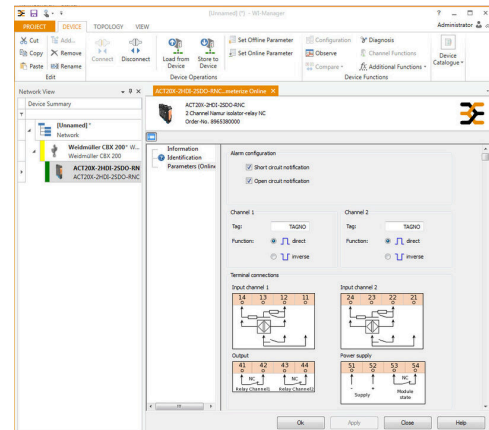 [Unnamed] (*) - WI-Manager
PROJECT DEVICE TOPOLOGY VIEW Administrator
Cut Add...
Copy Remove
Paste Rename
Connect Disconnect
Load from Device
Store to Device
Set Offline Parameter
Set Online Parameter
Configuration Diagnosis
Observe Channel Functions
Compare Additional Functions
Device Catalogue
Edit Device Operations Device Functions
Network View
Device Summary
[Unnamed] *
Network
Weidmüller CBX 200* W...
Weidmüller CBX 200
ACT20X-2HDI-2SDO-RN
ACT20X-2HDI-2SDO-RNC
ACT20X-2HDI-2SDO-RNC...meterize Online
ACT20X-2HDI-2SDO-RNC
2 Channel Namur isolator-relay NC
Order-No. 8965380000
Information
Identification
Parameters (Online
Alarm configuration
Short circuit notification
Open circuit notification
Channel 1
Tag: TAGNO
Function: direct
inverse
Channel 2
Tag: TAGNO
Function: direct
inverse
Terminal connections
Input channel 1
14 13 12 11
Input channel 2
24 23 22 21
Output
41 42 43 44
NC NC
Relay Channel1 Relay Channel2
Power supply
51 52 53 54
- + NC
Supply Module state
Ok Apply Close Help